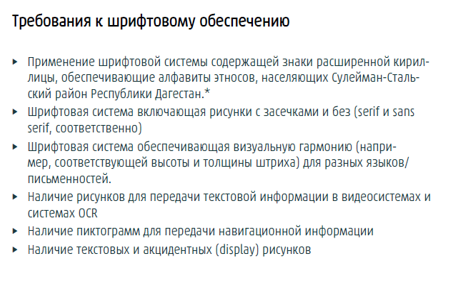 Требования к шрифтовому обеспечению
▸ Применение шрифтовой системы содержащей знаки расширенной кирил-
лицы, обеспечивающие алфавиты этносов, населяющих Сулейман-Сталь-
ский район Республики Дагестан.*
▸ Шрифтовая система включающая рисунки с засечками и без (serif и sans
serif, соответственно)
▸ Шрифтовая система обеспечивающая визуальную гармонию (напри-
мер, соответствующей высоты и толщины штриха) для разных языков/
письменностей.
▸ Наличие рисунков для передачи текстовой информации в видеосистемах и
системах OCR
▸ Наличие пиктограмм для передачи навигационной информации
▸ Наличие текстовых и акцидентных (display) рисунков